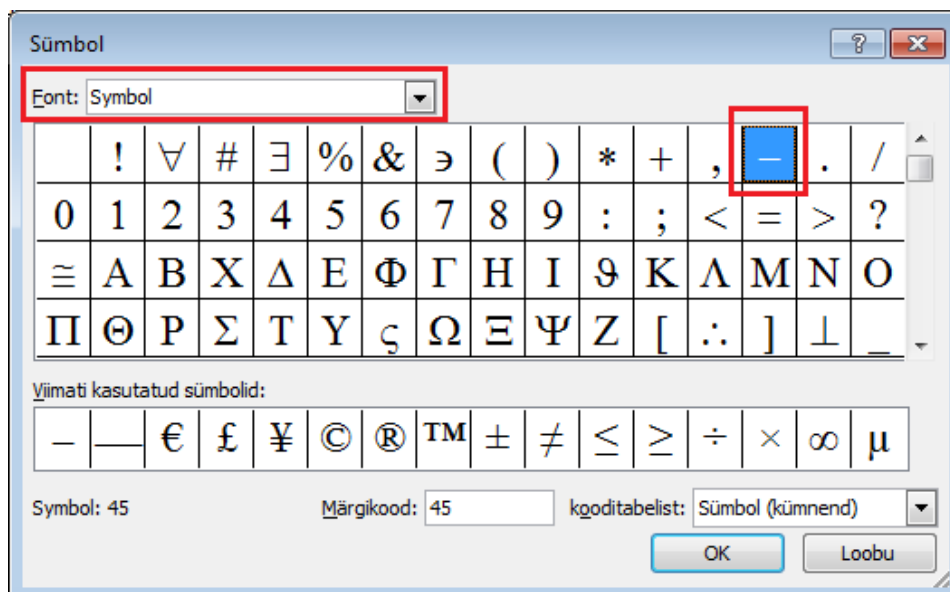 Sümbol
Font: Symbol
! ∀ # ∃ % & ∍ ( ) * + , − . /
0 1 2 3 4 5 6 7 8 9 : ; < = > ?
≅ Α Β Χ Δ Ε Φ Γ Η Ι ϑ Κ Λ Μ Ν Ο
Π Θ Ρ Σ Τ Υ ς Ω Ξ Ψ Ζ [ ∴ ] ⊥ _
Viimati kasutatud sümbolid:
– — € £ ¥ © ® ™ ± ≠ ≤ ≥ ÷ × ∞ µ
Symbol: 45 Märgikood: 45 kooditabelist: Sümbol (kümnend)
OK Loobu